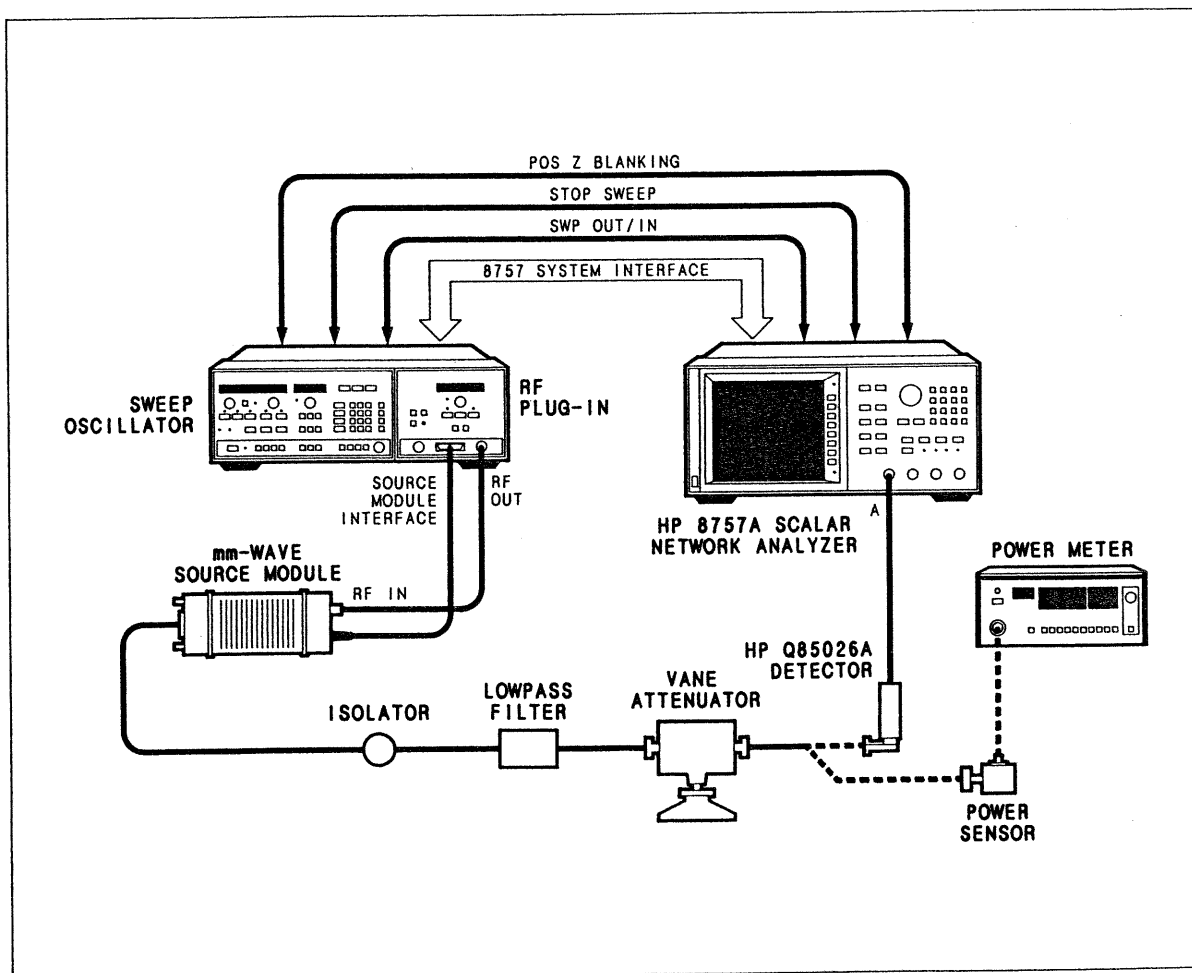 POS Z BLANKING
STOP SWEEP
SWP OUT/IN
8757 SYSTEM INTERFACE
SWEEP
OSCILLATOR
RF
PLUG-IN
SOURCE
MODULE
INTERFACE
RF
OUT
A
HP 8757A SCALAR
NETWORK ANALYZER
mm-WAVE
SOURCE MODULE
RF IN
POWER METER
HP Q85026A
DETECTOR
ISOLATOR
LOWPASS
FILTER
VANE
ATTENUATOR
POWER
SENSOR